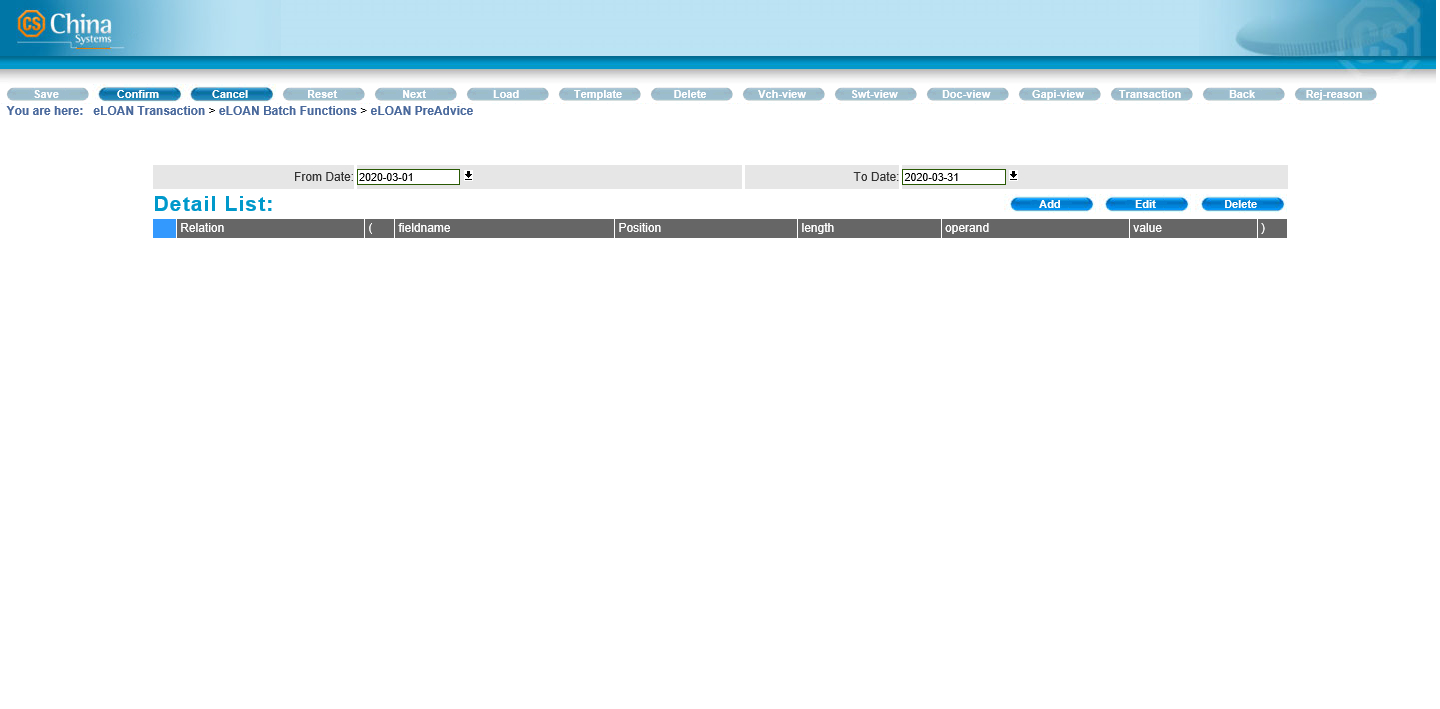 CS China
Systems
Save Confirm Cancel Reset Next Load Template Delete Vch-view Swt-view Doc-view Gapi-view Transaction Back Rej-reason
You are here: eLOAN Transaction > eLOAN Batch Functions > eLOAN PreAdvice
From Date: 2020-03-01 To Date: 2020-03-31
Detail List: Add Edit Delete
Relation ( fieldname Position length operand value )